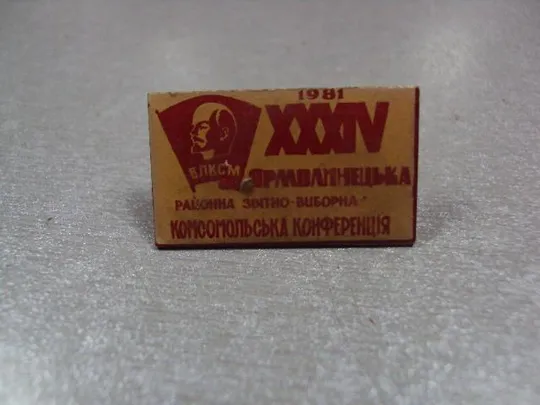 1981
XXXIV
ВЛКСМ
ЯРМОЛИНЕЦЬКА
РАЙОННА ЗВІТНО-ВИБОРНА
КОМСОМОЛЬСЬКА КОНФЕРЕНЦІЯ